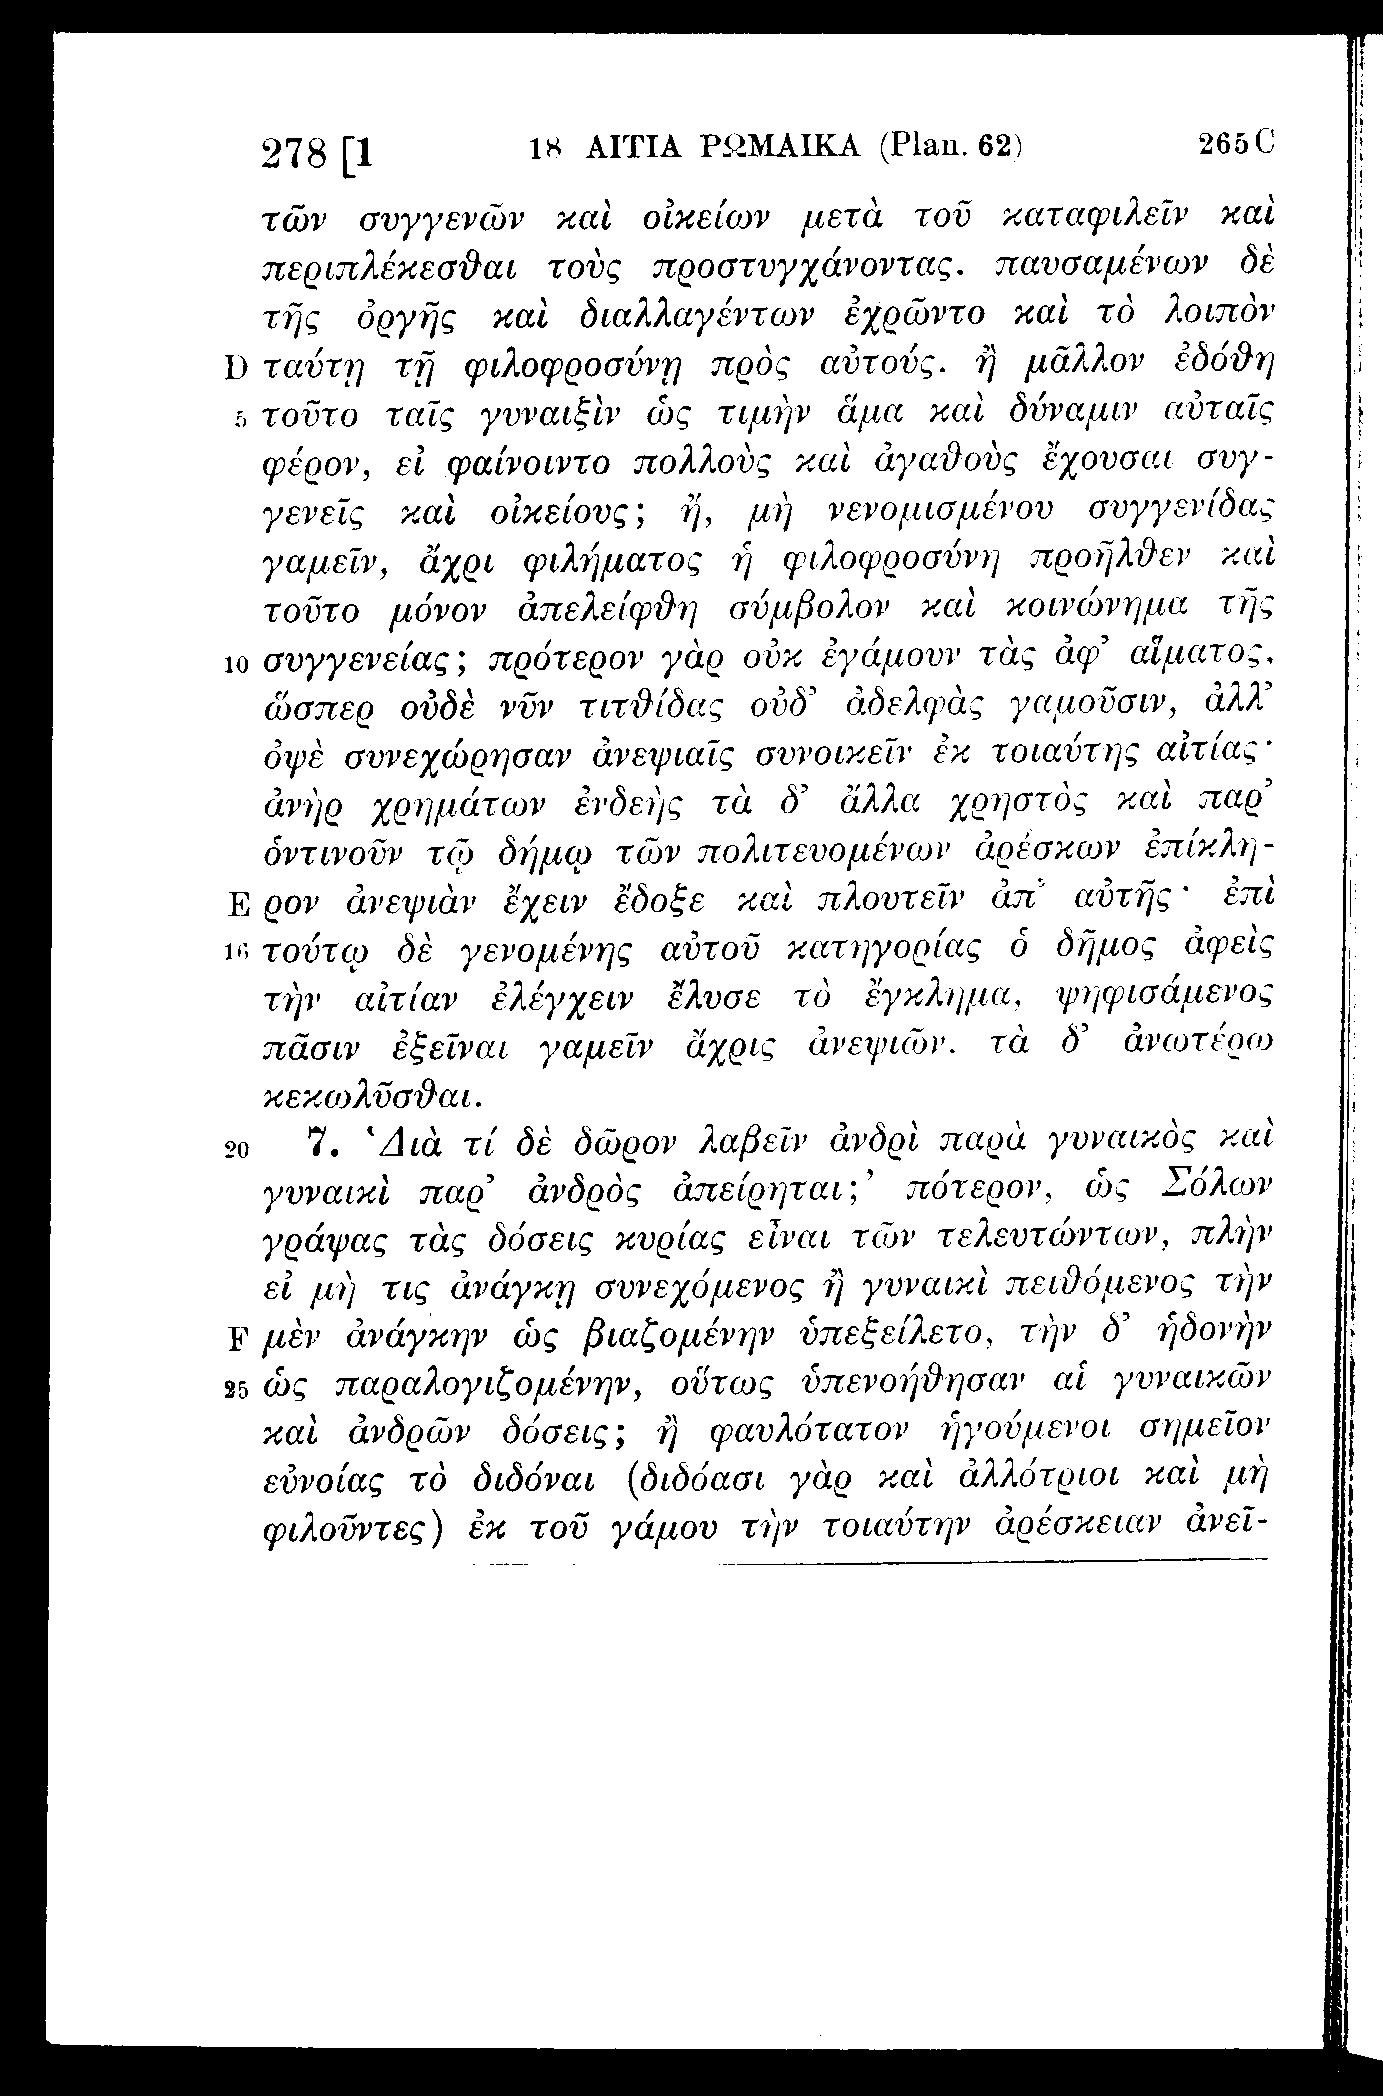 278 [1 18 ΑΙΤΙΑ ΡΩΜΑΙΚΑ (Plan. 62) 265 C
τῶν συγγενῶν καὶ οἰκείων μετὰ τοῦ καταφιλεῖν καὶ
περιπλέκεσθαι τοὺς προστυγχάνοντας. παυσαμένων δὲ
τῆς ὀργῆς καὶ διαλλαγέντων ἐχρῶντο καὶ τὸ λοιπὸν
D ταύτῃ τῇ φιλοφροσύνῃ πρὸς αὐτούς. ἢ μᾶλλον ἐδόθη
5 τοῦτο ταῖς γυναιξὶν ὡς τιμὴν ἅμα καὶ δύναμιν αὐταῖς
φέρον, εἰ φαίνοιντο πολλοὺς καὶ ἀγαθοὺς ἔχουσαι συγ-
γενεῖς καὶ οἰκείους; ἤ, μὴ νενομισμένου συγγενίδας
γαμεῖν, ἄχρι φιλήματος ἡ φιλοφροσύνη προῆλθεν καὶ
τοῦτο μόνον ἀπελείφθη σύμβολον καὶ κοινώνημα τῆς
10 συγγενείας; πρότερον γὰρ οὐκ ἐγάμουν τὰς ἀφ’ αἵματος,
ὥσπερ οὐδὲ νῦν τιτθίδας οὐδ’ ἀδελφὰς γαμοῦσιν, ἀλλ’
ὀψὲ συνεχώρησαν ἀνεψιαῖς συνοικεῖν ἐκ τοιαύτης αἰτίας·
ἀνὴρ χρημάτων ἐνδεὴς τὰ δ’ ἄλλα χρηστὸς καὶ παρ’
ὁντινοῦν τῷ δήμῳ τῶν πολιτευομένων ἀρέσκων ἐπίκλη-
E ρον ἀνεψιὰν ἔχειν ἔδοξε καὶ πλουτεῖν ἀπ’ αὐτῆς· ἐπὶ
16 τούτῳ δὲ γενομένης αὐτοῦ κατηγορίας ὁ δῆμος ἀφεὶς
τὴν αἰτίαν ἐλέγχειν ἔλυσε τὸ ἔγκλημα, ψηφισάμενος
πᾶσιν ἐξεῖναι γαμεῖν ἄχρις ἀνεψιῶν. τὰ δ’ ἀνωτέρω
κεκωλῦσθαι.
20 7. ‘Διὰ τί δὲ δῶρον λαβεῖν ἀνδρὶ παρὰ γυναικὸς καὶ
γυναικὶ παρ’ ἀνδρὸς ἀπείρηται;’ πότερον, ὡς Σόλων
γράψας τὰς δόσεις κυρίας εἶναι τῶν τελευτώντων, πλὴν
εἰ μή τις ἀνάγκῃ συνεχόμενος ἢ γυναικὶ πειθόμενος τὴν
F μὲν ἀνάγκην ὡς βιαζομένην ὑπεξείλετο, τὴν δ’ ἡδονὴν
25 ὡς παραλογιζομένην, οὕτως ὑπενοήθησαν αἱ γυναικῶν
καὶ ἀνδρῶν δόσεις; ἢ φαυλότατον ἡγούμενοι σημεῖον
εὐνοίας τὸ διδόναι (διδόασι γὰρ καὶ ἀλλότριοι καὶ μὴ
φιλοῦντες) ἐκ τοῦ γάμου τὴν τοιαύτην ἀρέσκειαν ἀνεῖ-